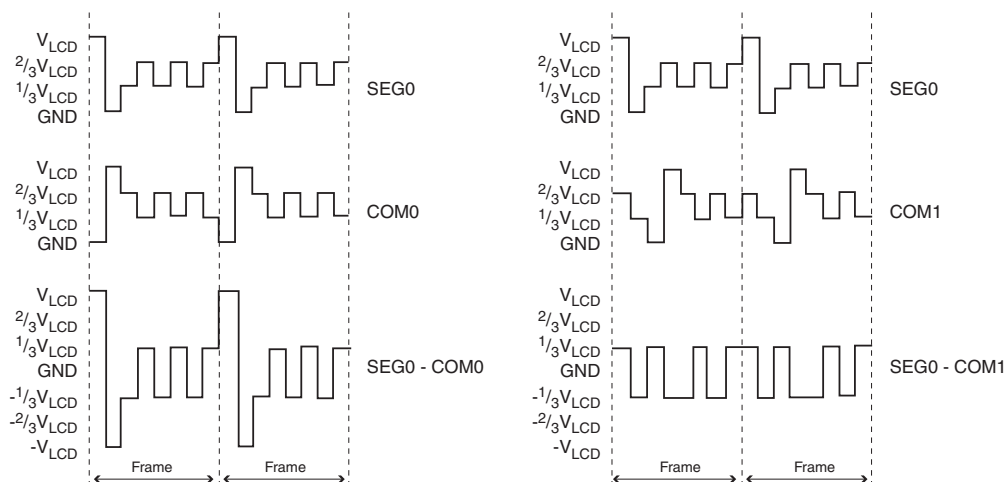 VLCD
2/3VLCD
1/3VLCD
GND
SEG0
VLCD
2/3VLCD
1/3VLCD
GND
COM0
VLCD
2/3VLCD
1/3VLCD
GND
-1/3VLCD
-2/3VLCD
-VLCD
SEG0 - COM0
Frame
Frame
VLCD
2/3VLCD
1/3VLCD
GND
SEG0
VLCD
2/3VLCD
1/3VLCD
GND
COM1
VLCD
2/3VLCD
1/3VLCD
GND
-1/3VLCD
-2/3VLCD
-VLCD
SEG0 - COM1
Frame
Frame